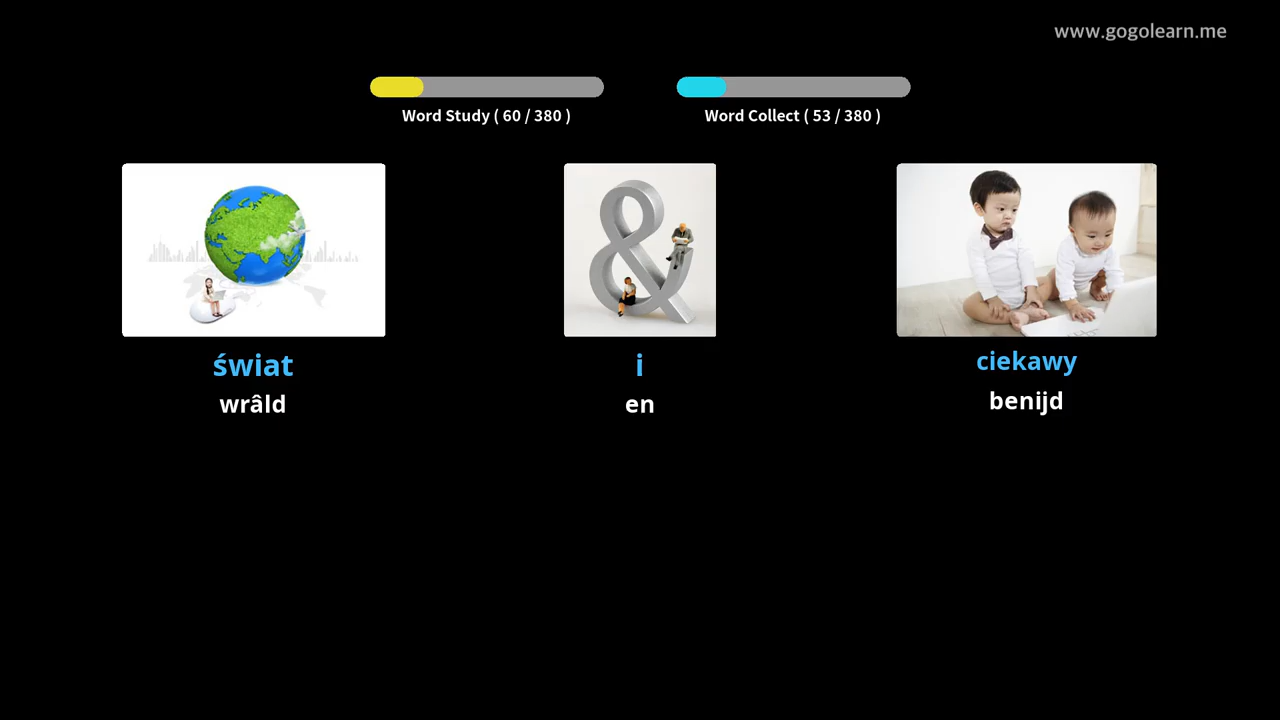 www.gogolearn.me
Word Study ( 60 / 380 )
Word Collect ( 53 / 380 )
świat
i
ciekawy
wrâld
en
benijd